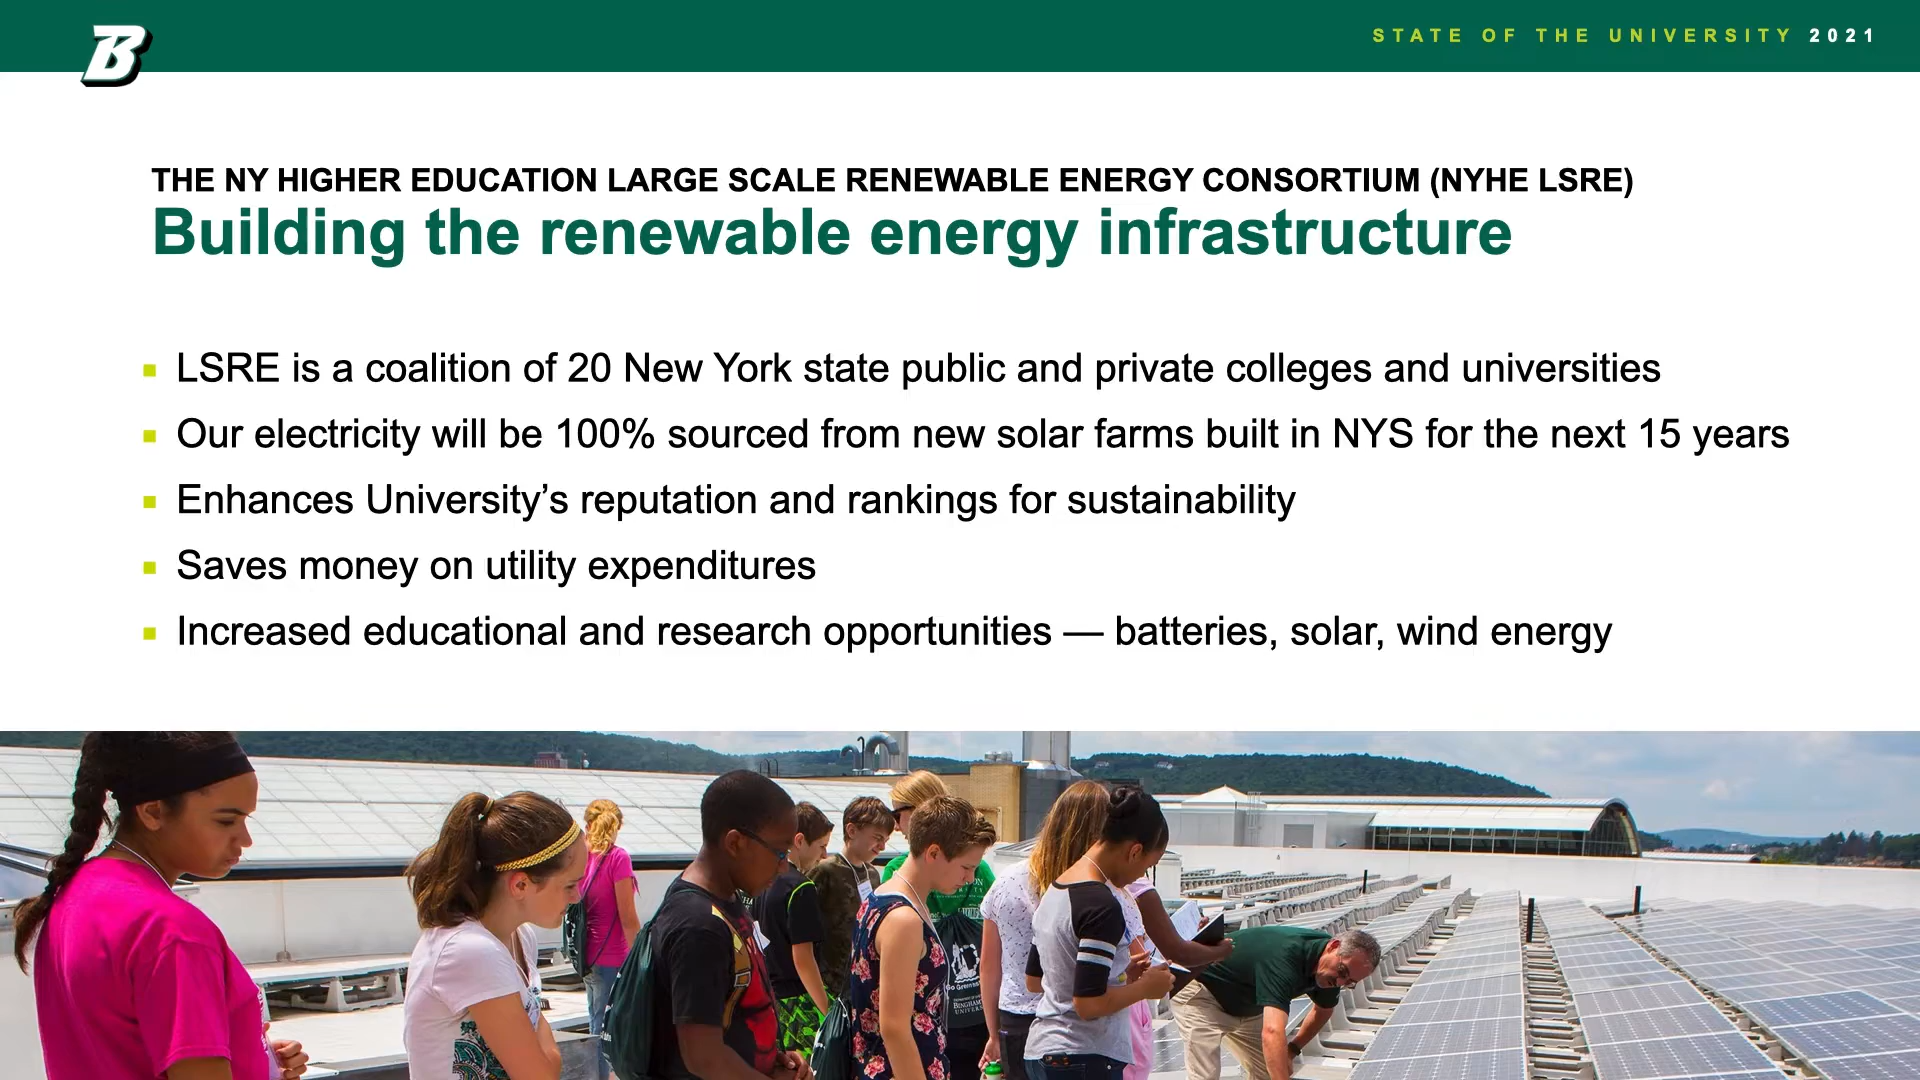 B
STATE OF THE UNIVERSITY 2021
THE NY HIGHER EDUCATION LARGE SCALE RENEWABLE ENERGY CONSORTIUM (NYHE LSRE)
Building the renewable energy infrastructure
LSRE is a coalition of 20 New York state public and private colleges and universities
Our electricity will be 100% sourced from new solar farms built in NYS for the next 15 years
Enhances University’s reputation and rankings for sustainability
Saves money on utility expenditures
Increased educational and research opportunities — batteries, solar, wind energy